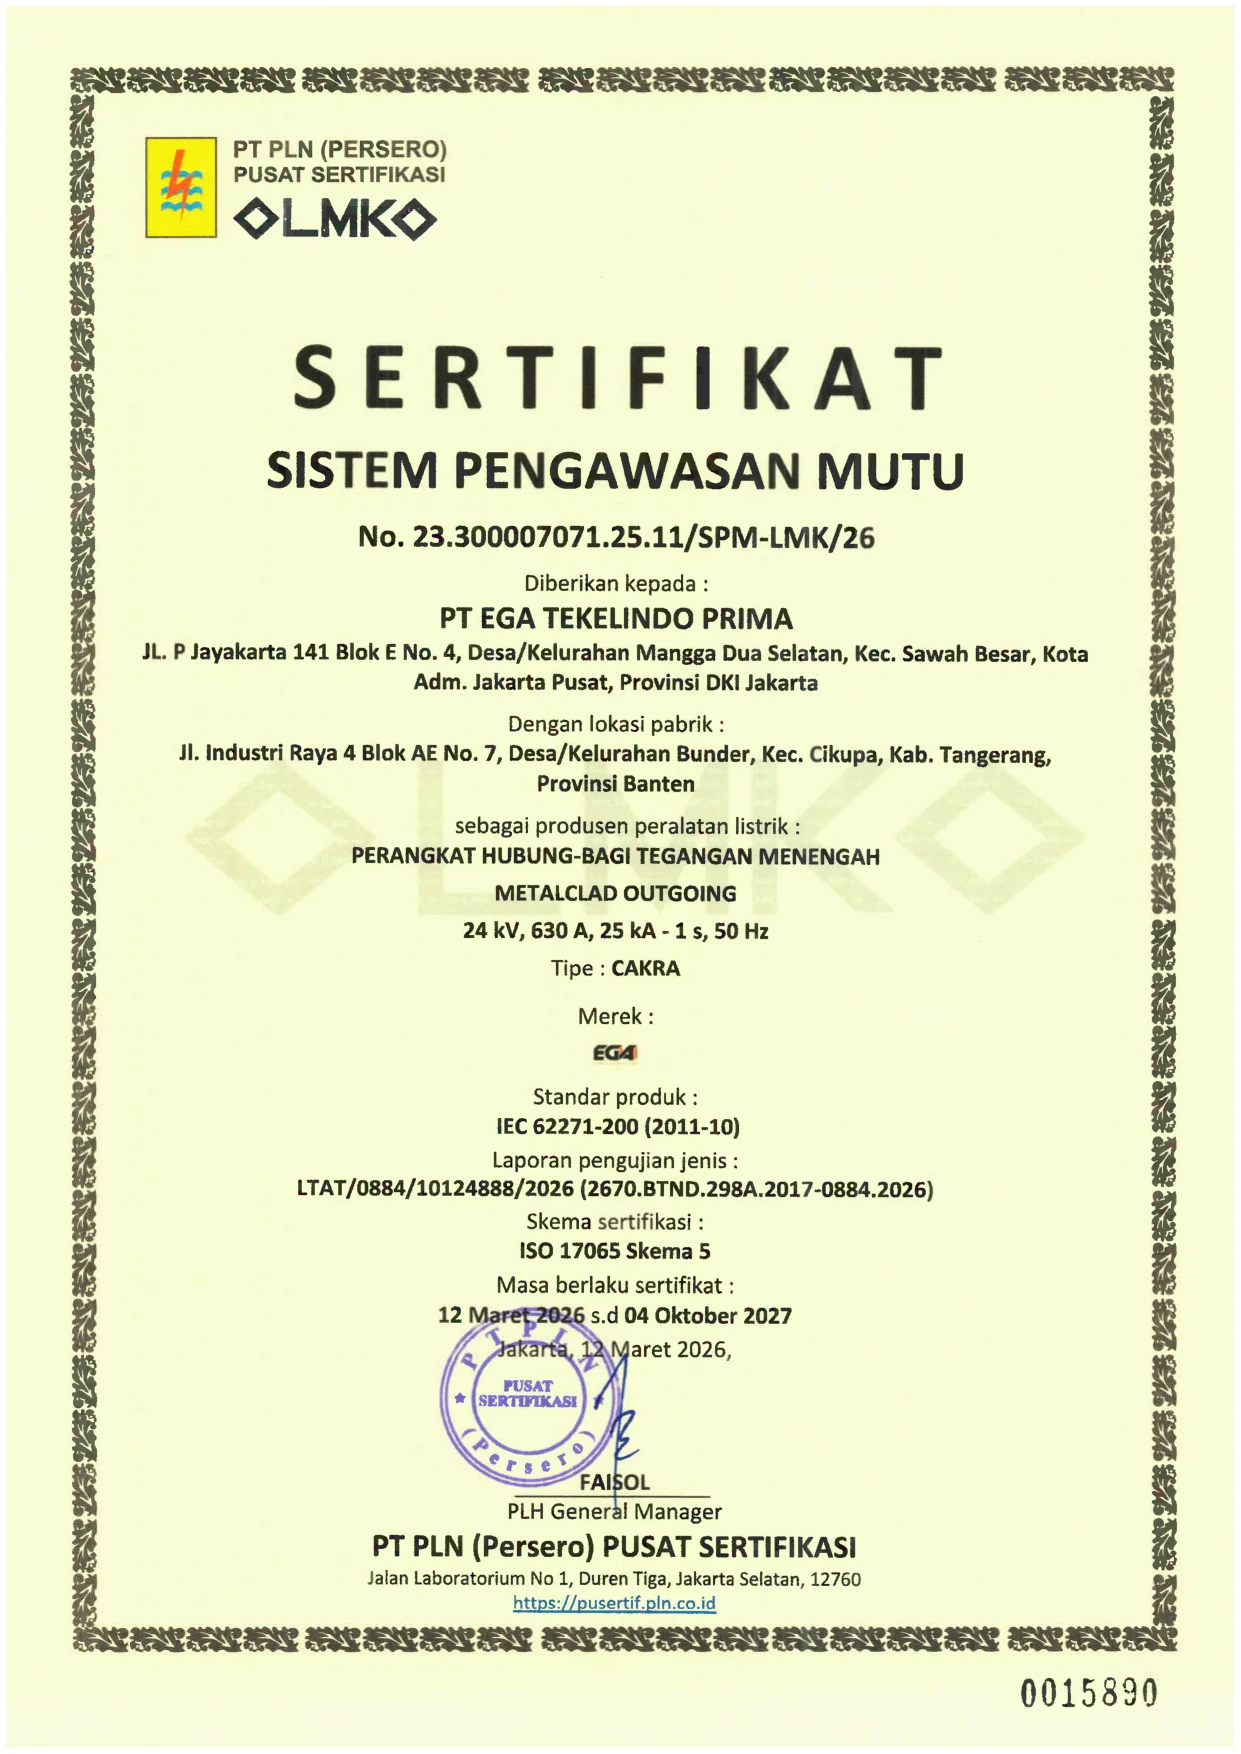 PT PLN (PERSERO)
PUSAT SERTIFIKASI
LMK
SERTIFIKAT
SISTEM PENGAWASAN MUTU
No. 23.300007071.25.11/SPM-LMK/26
Diberikan kepada :
PT EGA TEKELINDO PRIMA
JL. P Jayakarta 141 Blok E No. 4, Desa/Kelurahan Mangga Dua Selatan, Kec. Sawah Besar, Kota
Adm. Jakarta Pusat, Provinsi DKI Jakarta
Dengan lokasi pabrik :
Jl. Industri Raya 4 Blok AE No. 7, Desa/Kelurahan Bunder, Kec. Cikupa, Kab. Tangerang,
Provinsi Banten
LMK
sebagai produsen peralatan listrik :
PERANGKAT HUBUNG-BAGI TEGANGAN MENENGAH
METALCLAD OUTGOING
24 kV, 630 A, 25 kA - 1 s, 50 Hz
Tipe : CAKRA
Merek :
EGA
Standar produk :
IEC 62271-200 (2011-10)
Laporan pengujian jenis :
LTAT/0884/10124888/2026 (2670.BTND.298A.2017-0884.2026)
Skema sertifikasi :
ISO 17065 Skema 5
Masa berlaku sertifikat :
12 Maret 2026 s.d 04 Oktober 2027
Jakarta, 12 Maret 2026,
PT PLN
PUSAT
SERTIFIKASI
(Persero)
FAISOL
PLH General Manager
PT PLN (Persero) PUSAT SERTIFIKASI
Jalan Laboratorium No 1, Duren Tiga, Jakarta Selatan, 12760
https://pusertif.pln.co.id
0015890